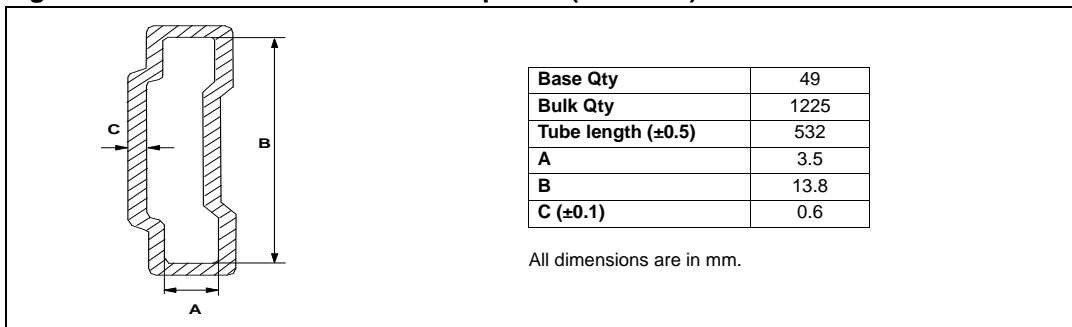 C
B
A
Base Qty 49
Bulk Qty 1225
Tube length (±0.5) 532
A 3.5
B 13.8
C (±0.1) 0.6
All dimensions are in mm.